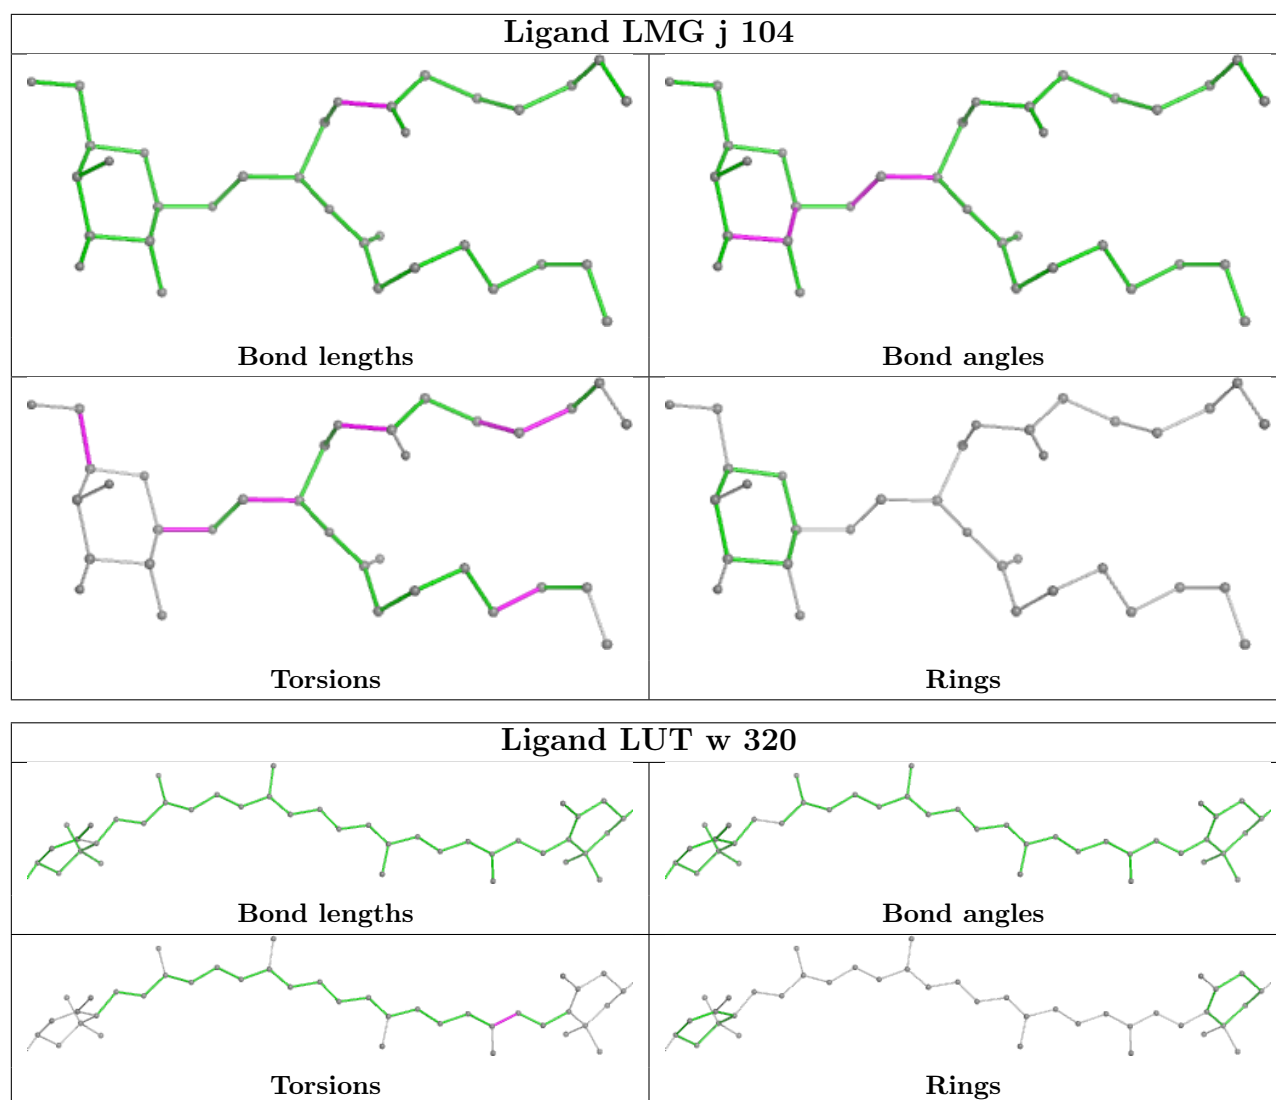 Ligand LMG j 104
Bond lengths
Bond angles
Torsions
Rings
Ligand LUT w 320
Bond lengths
Bond angles
Torsions
Rings